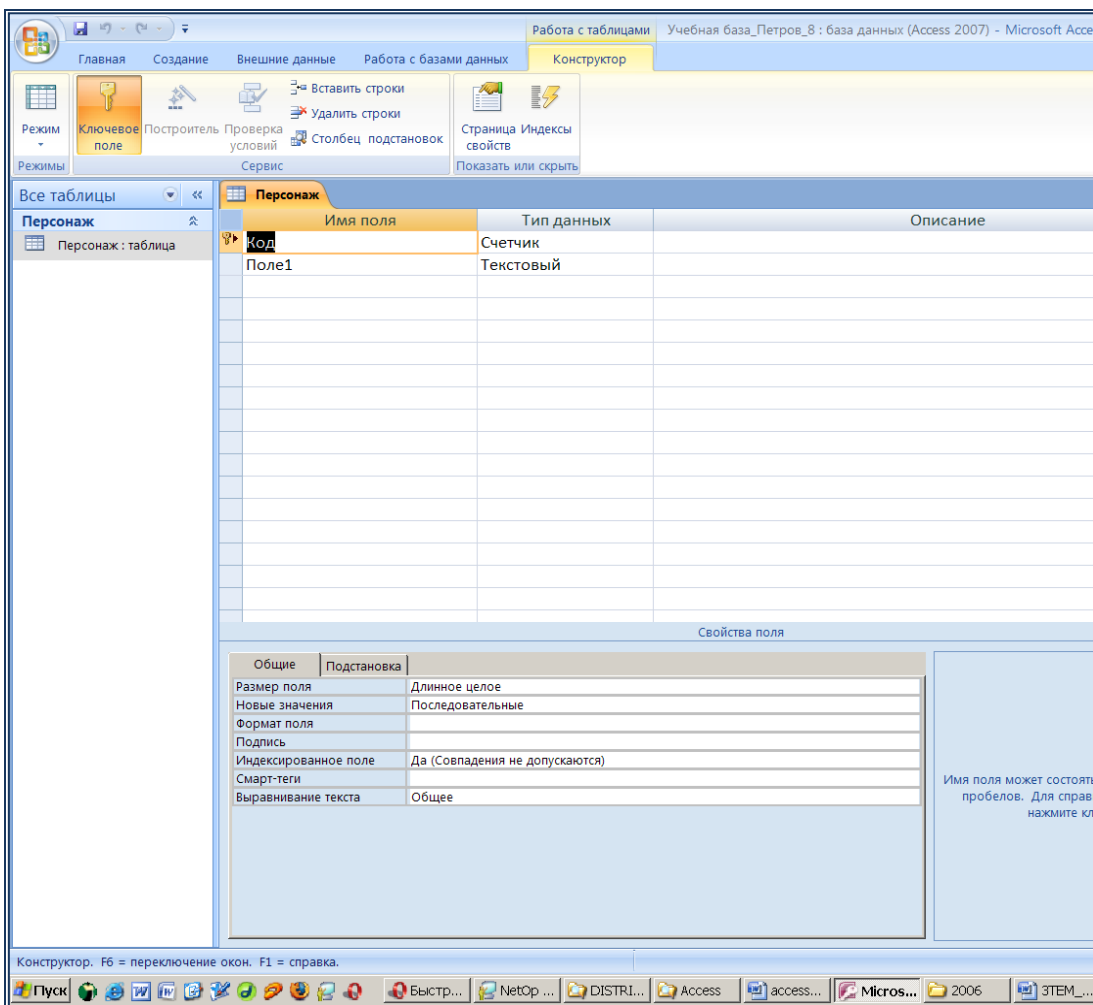 Работа с таблицами Учебная база_Петров_8 : база данных (Access 2007) - Microsoft Acce
Главная Создание Внешние данные Работа с базами данных Конструктор
Режим
Ключевое поле
Построитель
Проверка условий
Вставить строки
Удалить строки
Столбец подстановок
Страница свойств
Индексы
Режимы Сервис Показать или скрыть
Все таблицы
Персонаж
Персонаж : таблица
Персонаж
Имя поля Тип данных Описание
Код Счетчик
Поле1 Текстовый
Свойства поля
Общие Подстановка
Размер поля Длинное целое
Новые значения Последовательные
Формат поля
Подпись
Индексированное поле Да (Совпадения не допускаются)
Смарт-теги
Выравнивание текста Общее
Имя поля может состоять
пробелов. Для справ
нажмите кл
Конструктор. F6 = переключение окон. F1 = справка.
Пуск Быстр... NetOp ... DISTRI... Access access... Micros... 2006 3TEM_...